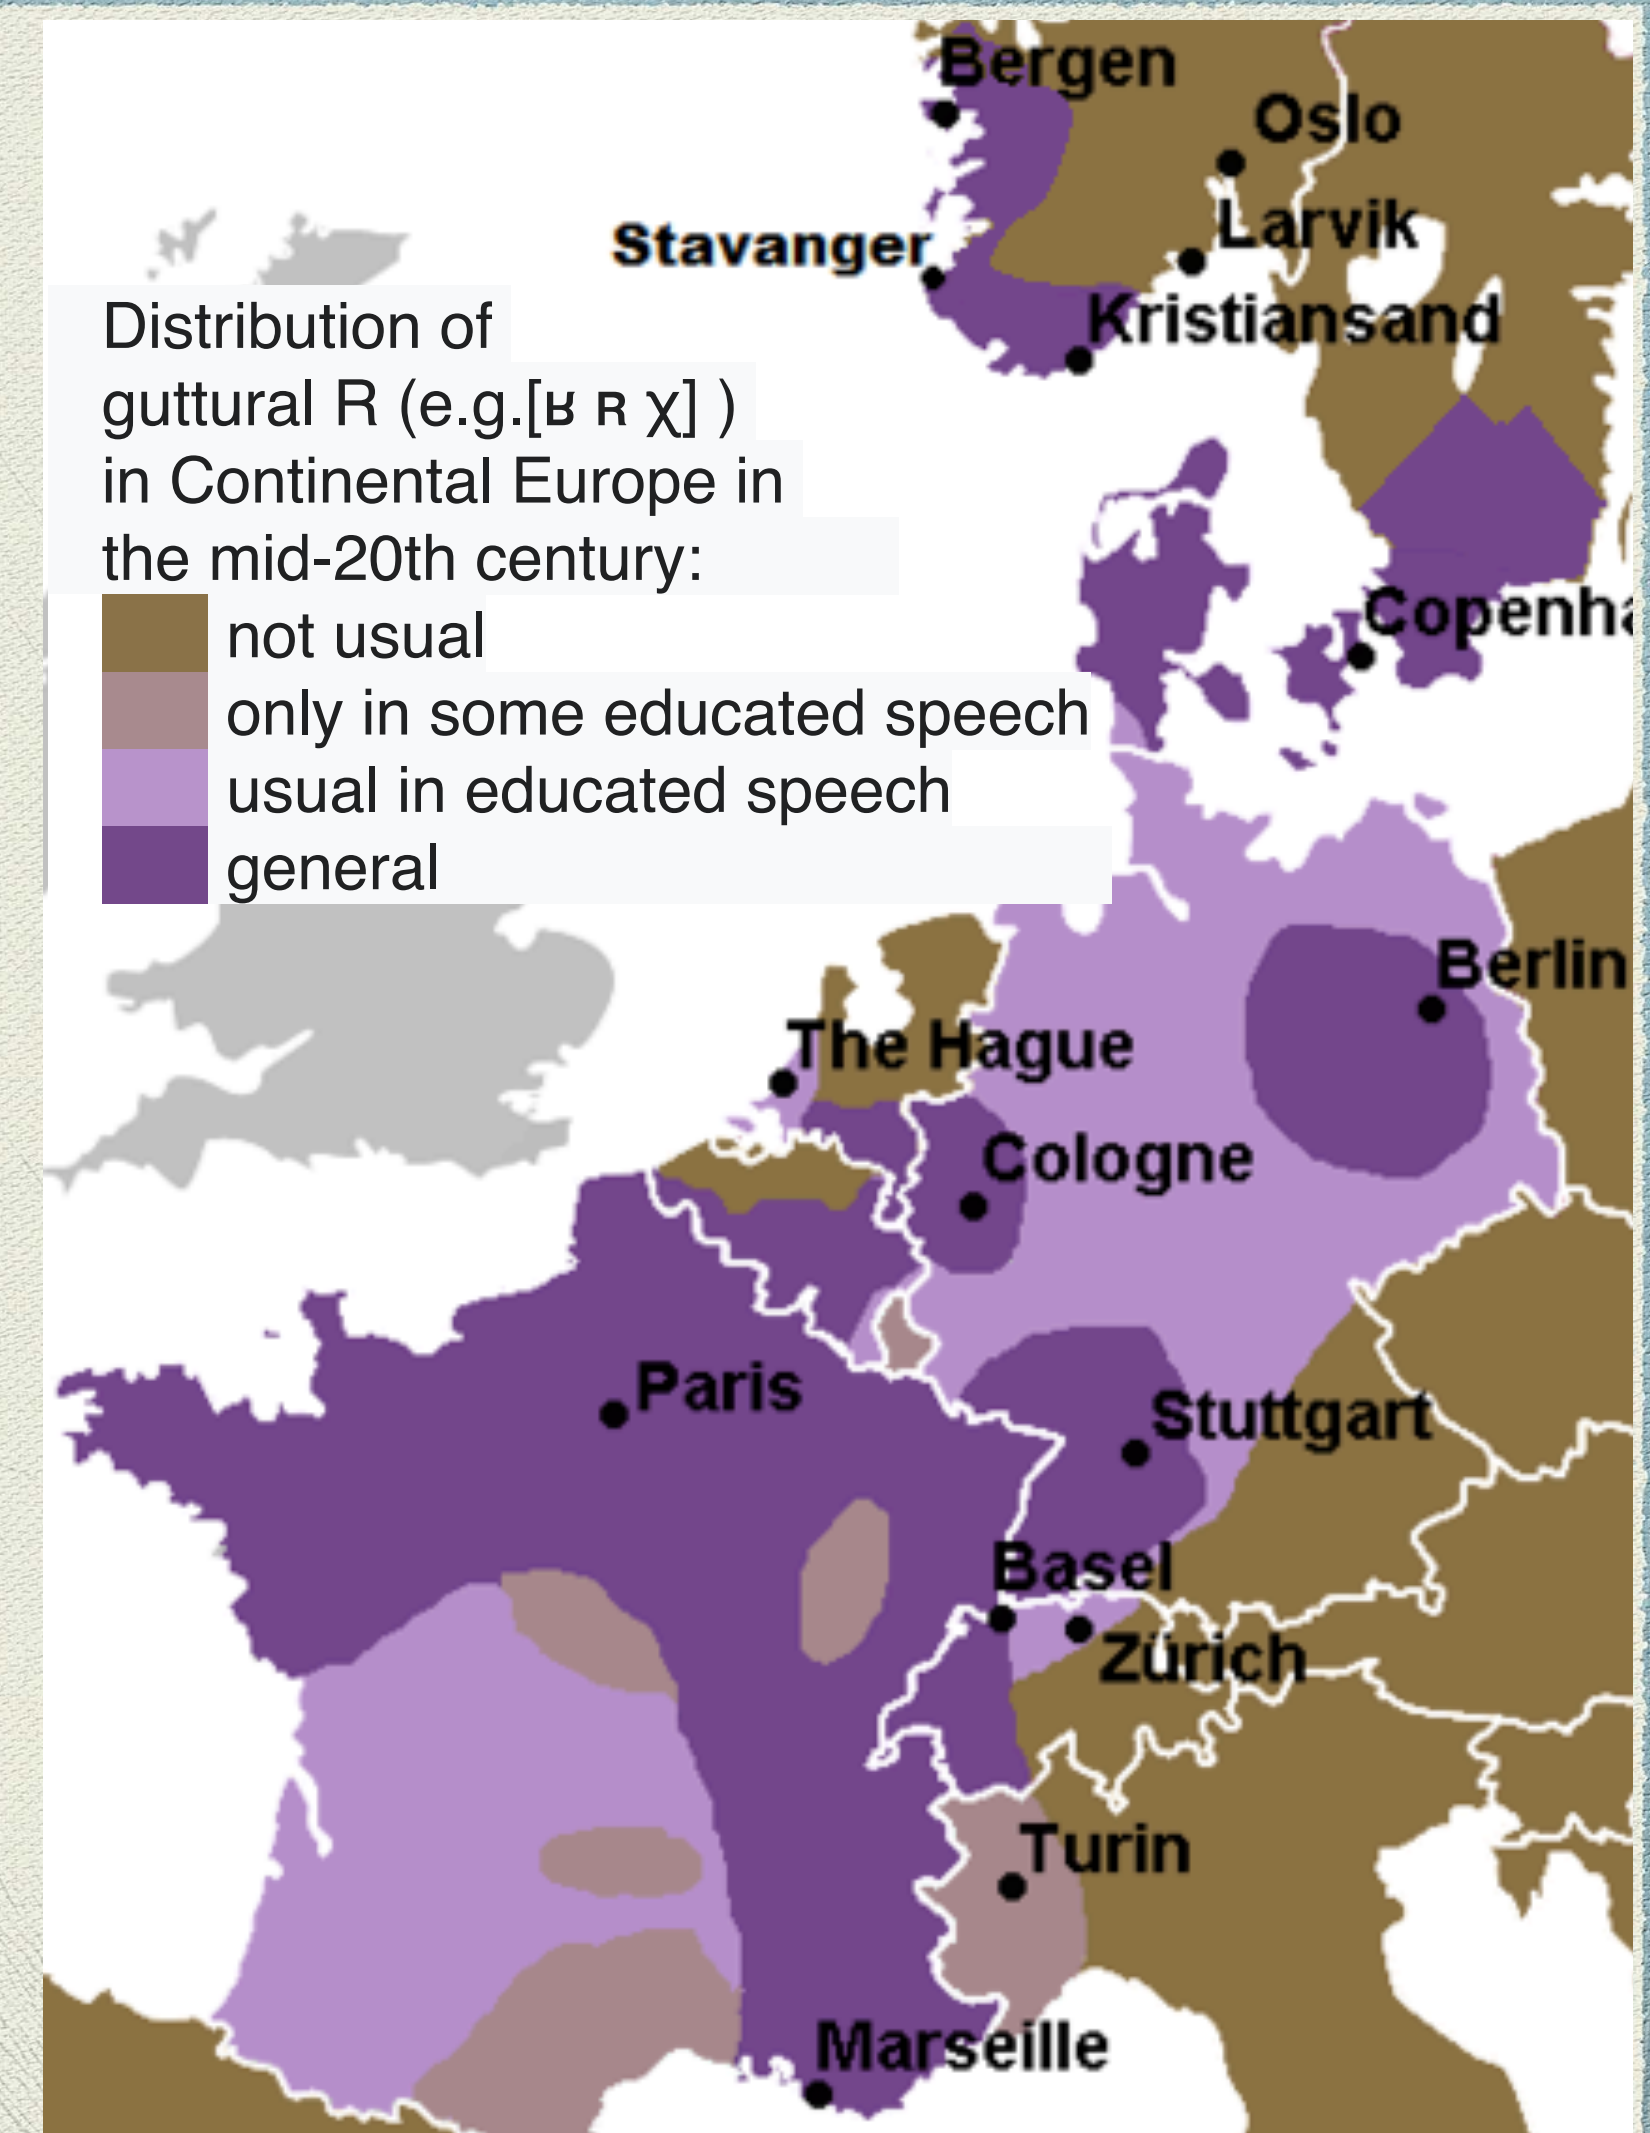 Bergen
Oslo
Larvik
Stavanger
Kristiansand
Distribution of
guttural R (e.g.[ʁ ʀ χ] )
in Continental Europe in
the mid-20th century:
not usual
only in some educated speech
usual in educated speech
general
Copenha
Berlin
The Hague
Cologne
Paris
Stuttgart
Basel
Zürich
Turin
Marseille